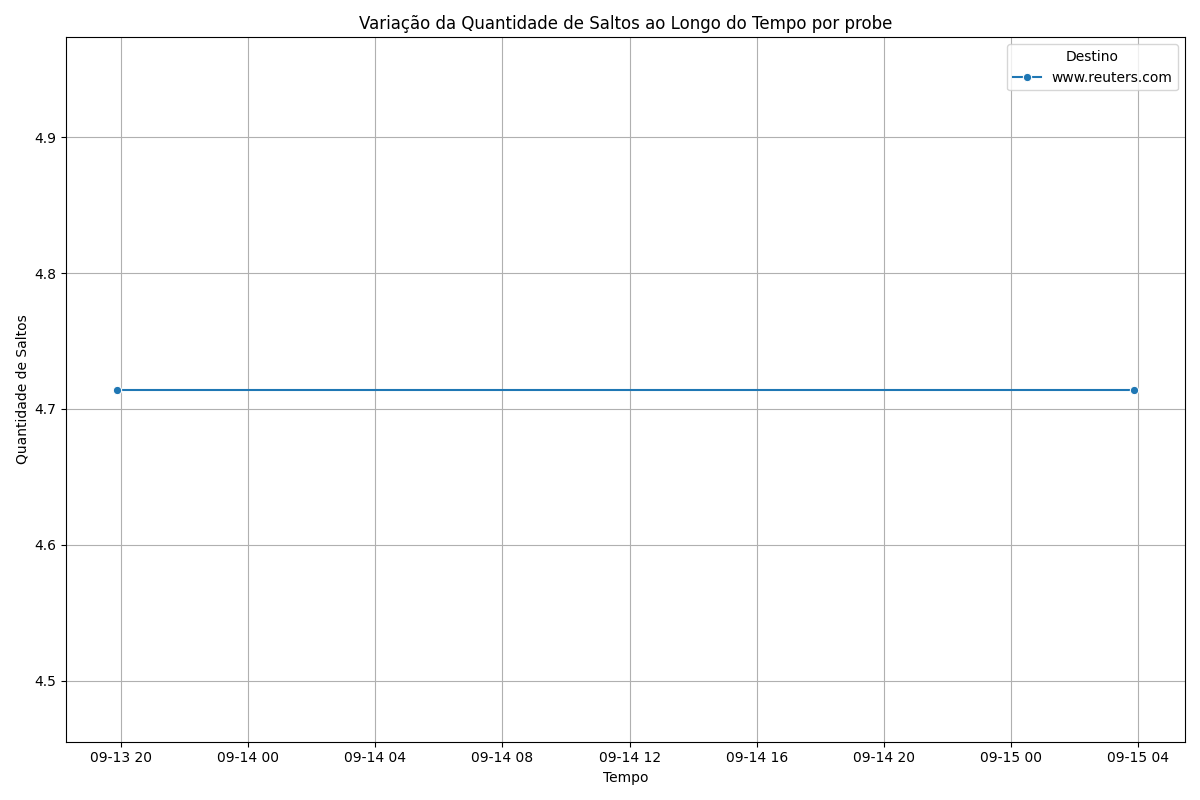 Variação da Quantidade de Saltos ao Longo do Tempo por probe
Destino
www.reuters.com
Quantidade de Saltos
4.9
4.8
4.7
4.6
4.5
09-13 20
09-14 00
09-14 04
09-14 08
09-14 12
09-14 16
09-14 20
09-15 00
09-15 04
Tempo